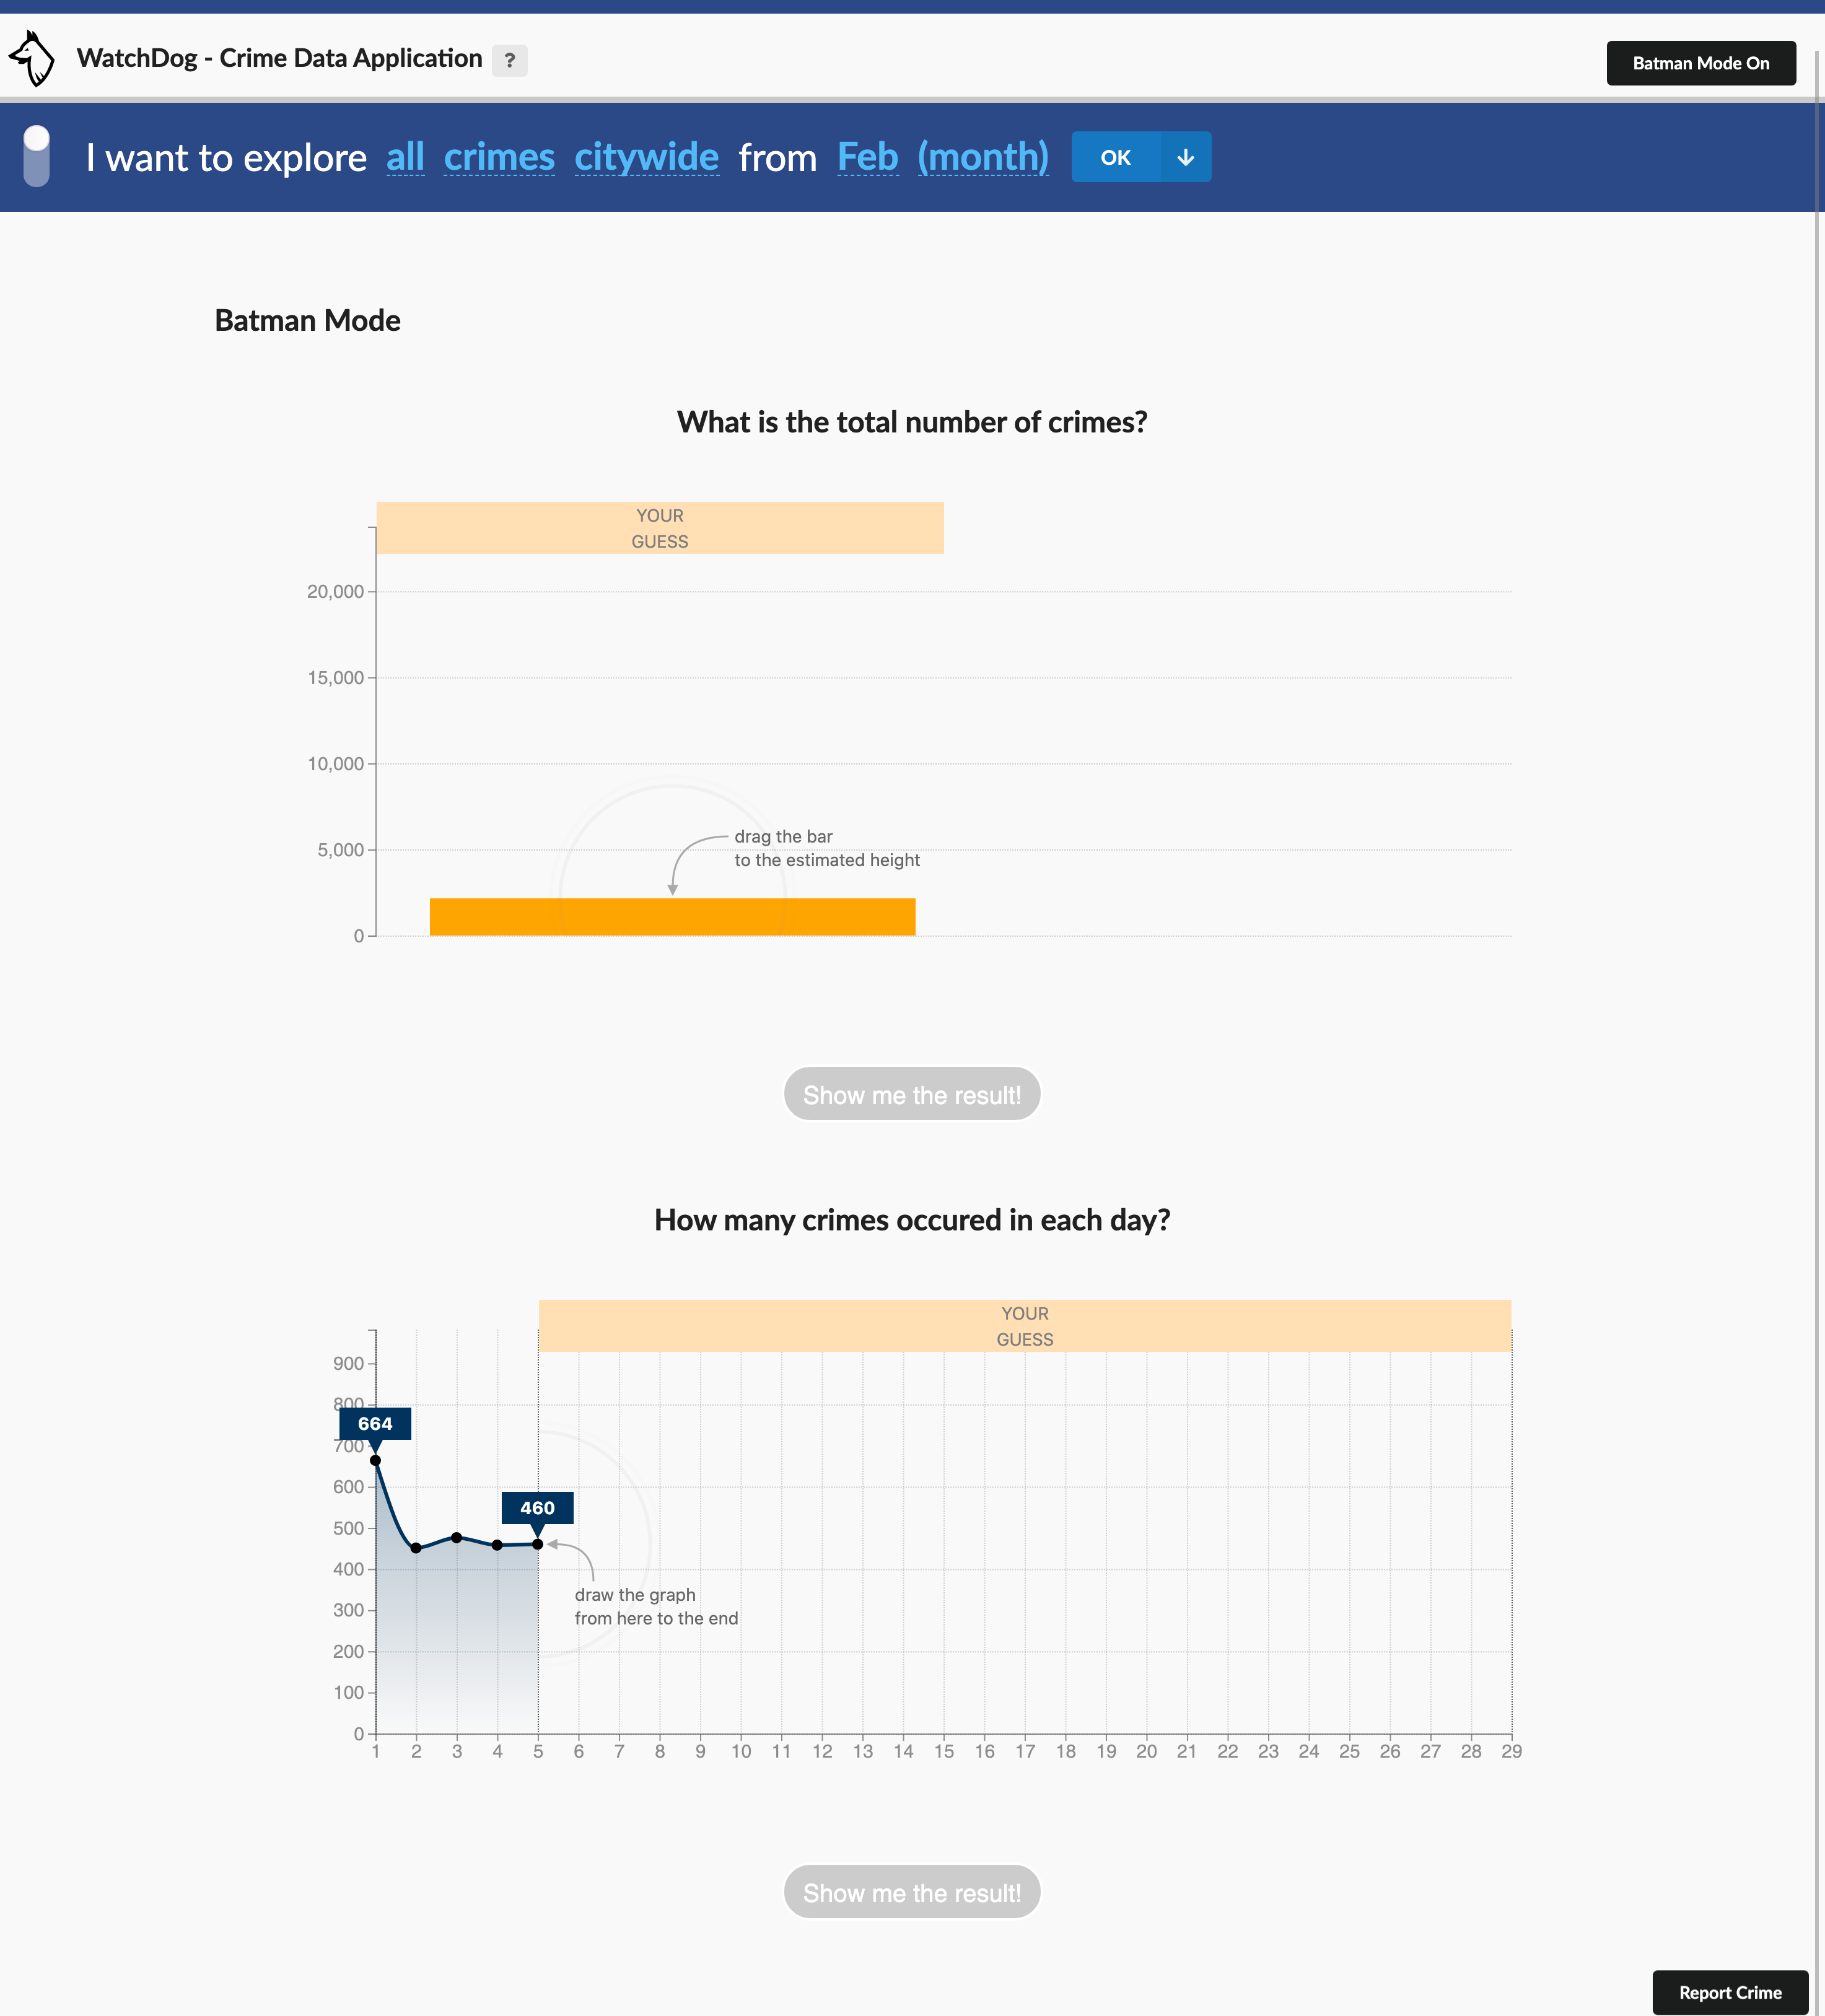 WatchDog - Crime Data Application ?
Batman Mode On
I want to explore all crimes citywide from Feb (month) OK
Batman Mode
What is the total number of crimes?
YOUR
GUESS
20,000
15,000
10,000
5,000
0
drag the bar
to the estimated height
Show me the result!
How many crimes occured in each day?
YOUR
GUESS
900
800
700
600
500
400
300
200
100
0
664
460
draw the graph
from here to the end
1 2 3 4 5 6 7 8 9 10 11 12 13 14 15 16 17 18 19 20 21 22 23 24 25 26 27 28 29
Show me the result!
Report Crime